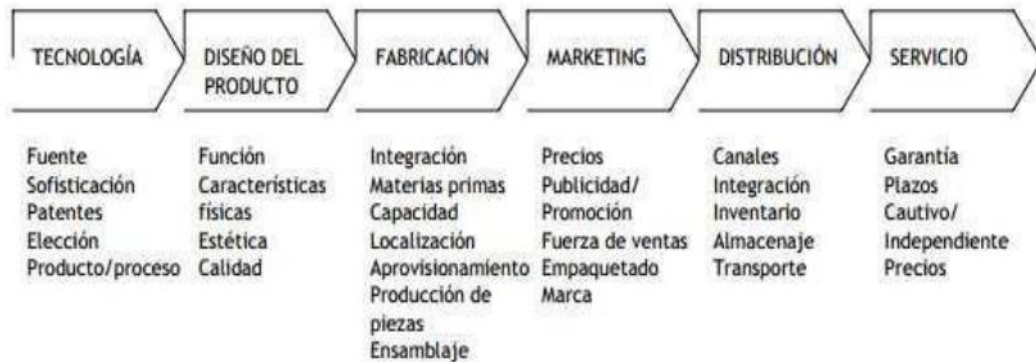 TECNOLOGÍA
DISEÑO DEL
PRODUCTO
FABRICACIÓN
MARKETING
DISTRIBUCIÓN
SERVICIO
Fuente
Sofisticación
Patentes
Elección
Producto/proceso
Función
Características
físicas
Estética
Calidad
Integración
Materias primas
Capacidad
Localización
Aprovisionamiento
Producción de
piezas
Ensamblaje
Precios
Publicidad/
Promoción
Fuerza de ventas
Empaquetado
Marca
Canales
Integración
Inventario
Almacenaje
Transporte
Garantía
Plazos
Cautivo/
Independiente
Precios